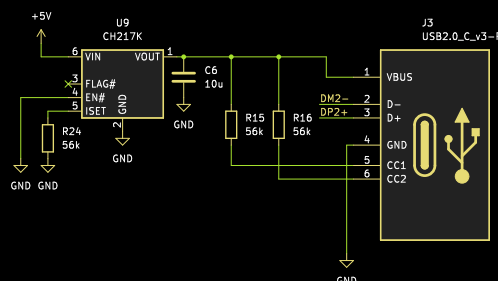 +5V
U9
CH217K
J3
USB2.0_C_v3-
6 VIN
VOUT 1
3 FLAG#
4 EN#
5 ISET
GND
2
C6
10u
GND
R24
56k
GND
GND
GND
R15
56k
R16
56k
1 VBUS
DM2- 2 D-
DP2+ 3 D+
4 GND
5 CC1
6 CC2
GND